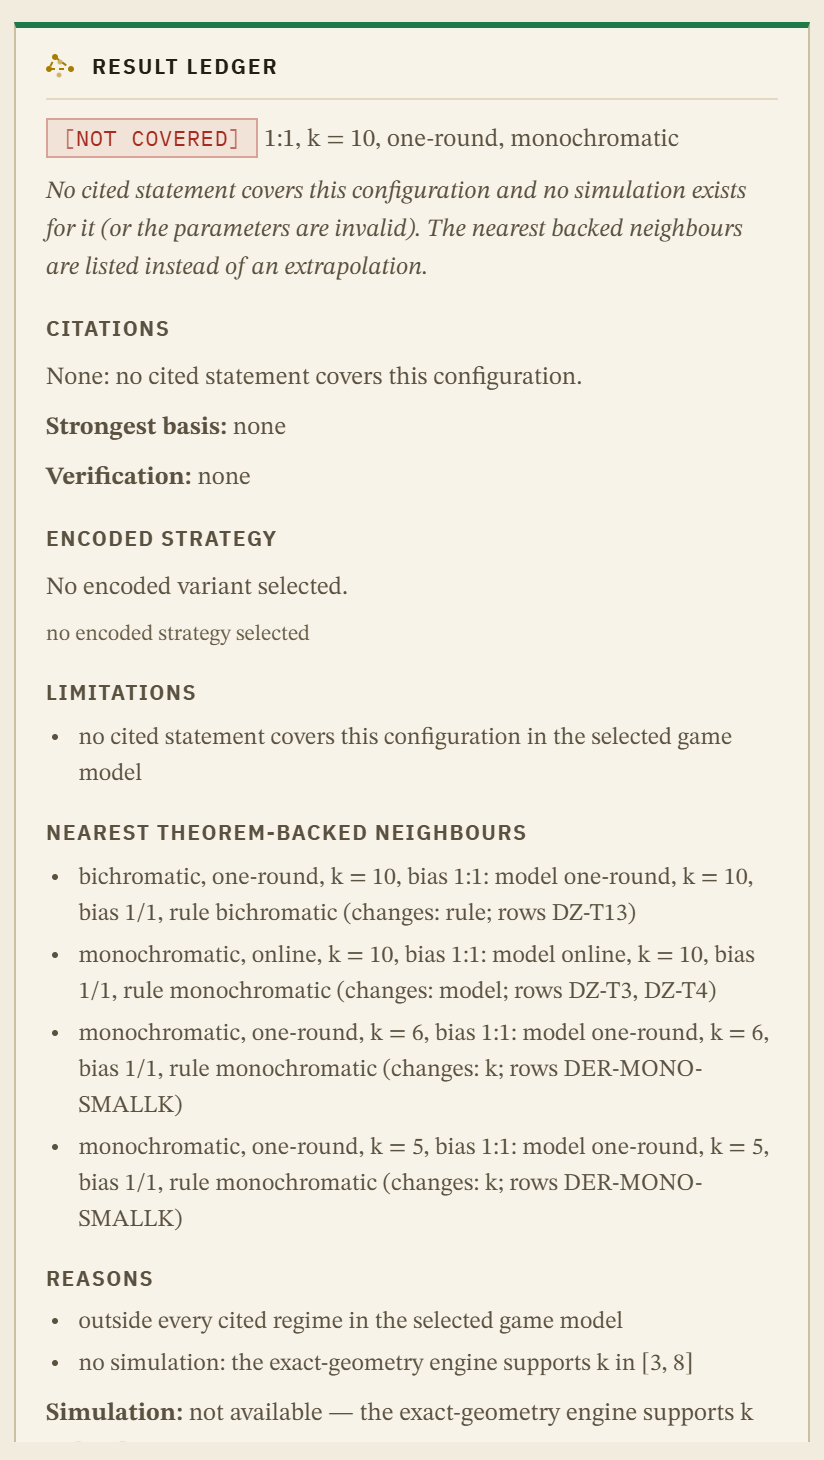 RESULT LEDGER
[NOT COVERED] 1:1, k = 10, one-round, monochromatic
No cited statement covers this configuration and no simulation exists
for it (or the parameters are invalid). The nearest backed neighbours
are listed instead of an extrapolation.
CITATIONS
None: no cited statement covers this configuration.
Strongest basis: none
Verification: none
ENCODED STRATEGY
No encoded variant selected.
no encoded strategy selected
LIMITATIONS
• no cited statement covers this configuration in the selected game
model
NEAREST THEOREM-BACKED NEIGHBOURS
• bichromatic, one-round, k = 10, bias 1:1: model one-round, k = 10,
bias 1/1, rule bichromatic (changes: rule; rows DZ-T13)
• monochromatic, online, k = 10, bias 1:1: model online, k = 10, bias
1/1, rule monochromatic (changes: model; rows DZ-T3, DZ-T4)
• monochromatic, one-round, k = 6, bias 1:1: model one-round, k = 6,
bias 1/1, rule monochromatic (changes: k; rows DER-MONO-
SMALLK)
• monochromatic, one-round, k = 5, bias 1:1: model one-round, k = 5,
bias 1/1, rule monochromatic (changes: k; rows DER-MONO-
SMALLK)
REASONS
• outside every cited regime in the selected game model
• no simulation: the exact-geometry engine supports k in [3, 8]
Simulation: not available — the exact-geometry engine supports k